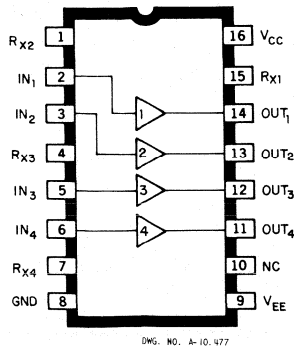 RX2 1 16 VCC
IN1 2 15 RX1
IN2 3 1 14 OUT1
RX3 4 2 13 OUT2
IN3 5 3 12 OUT3
IN4 6 4 11 OUT4
RX4 7 10 NC
GND 8 9 VEE
DWG. NO. A-10,477